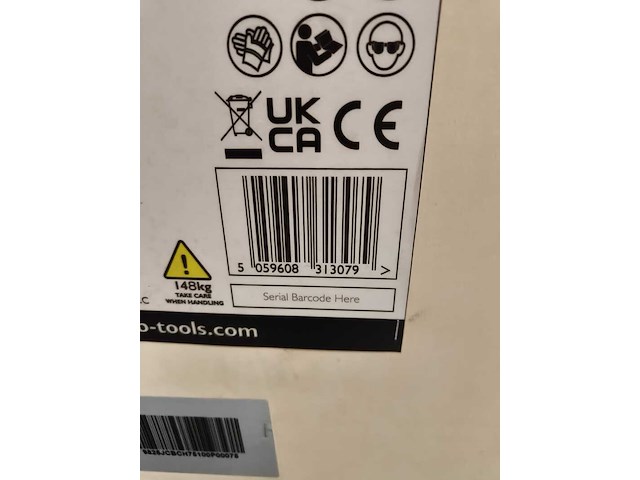 UK
CA CE
5 059608 313079 >
148kg
TAKE CARE
WHEN HANDLING
Serial Barcode Here
o-tools.com